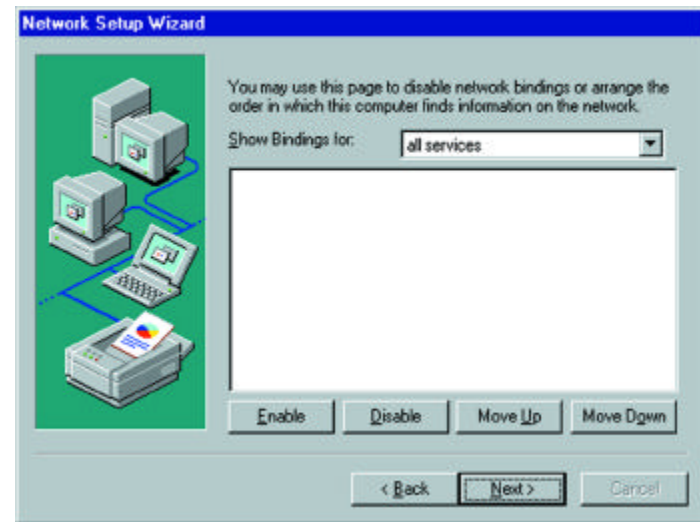 Network Setup Wizard
You may use this page to disable network bindings or arrange the
order in which this computer finds information on the network.
Show Bindings for: all services
Enable Disable Move Up Move Down
< Back Next > Cancel